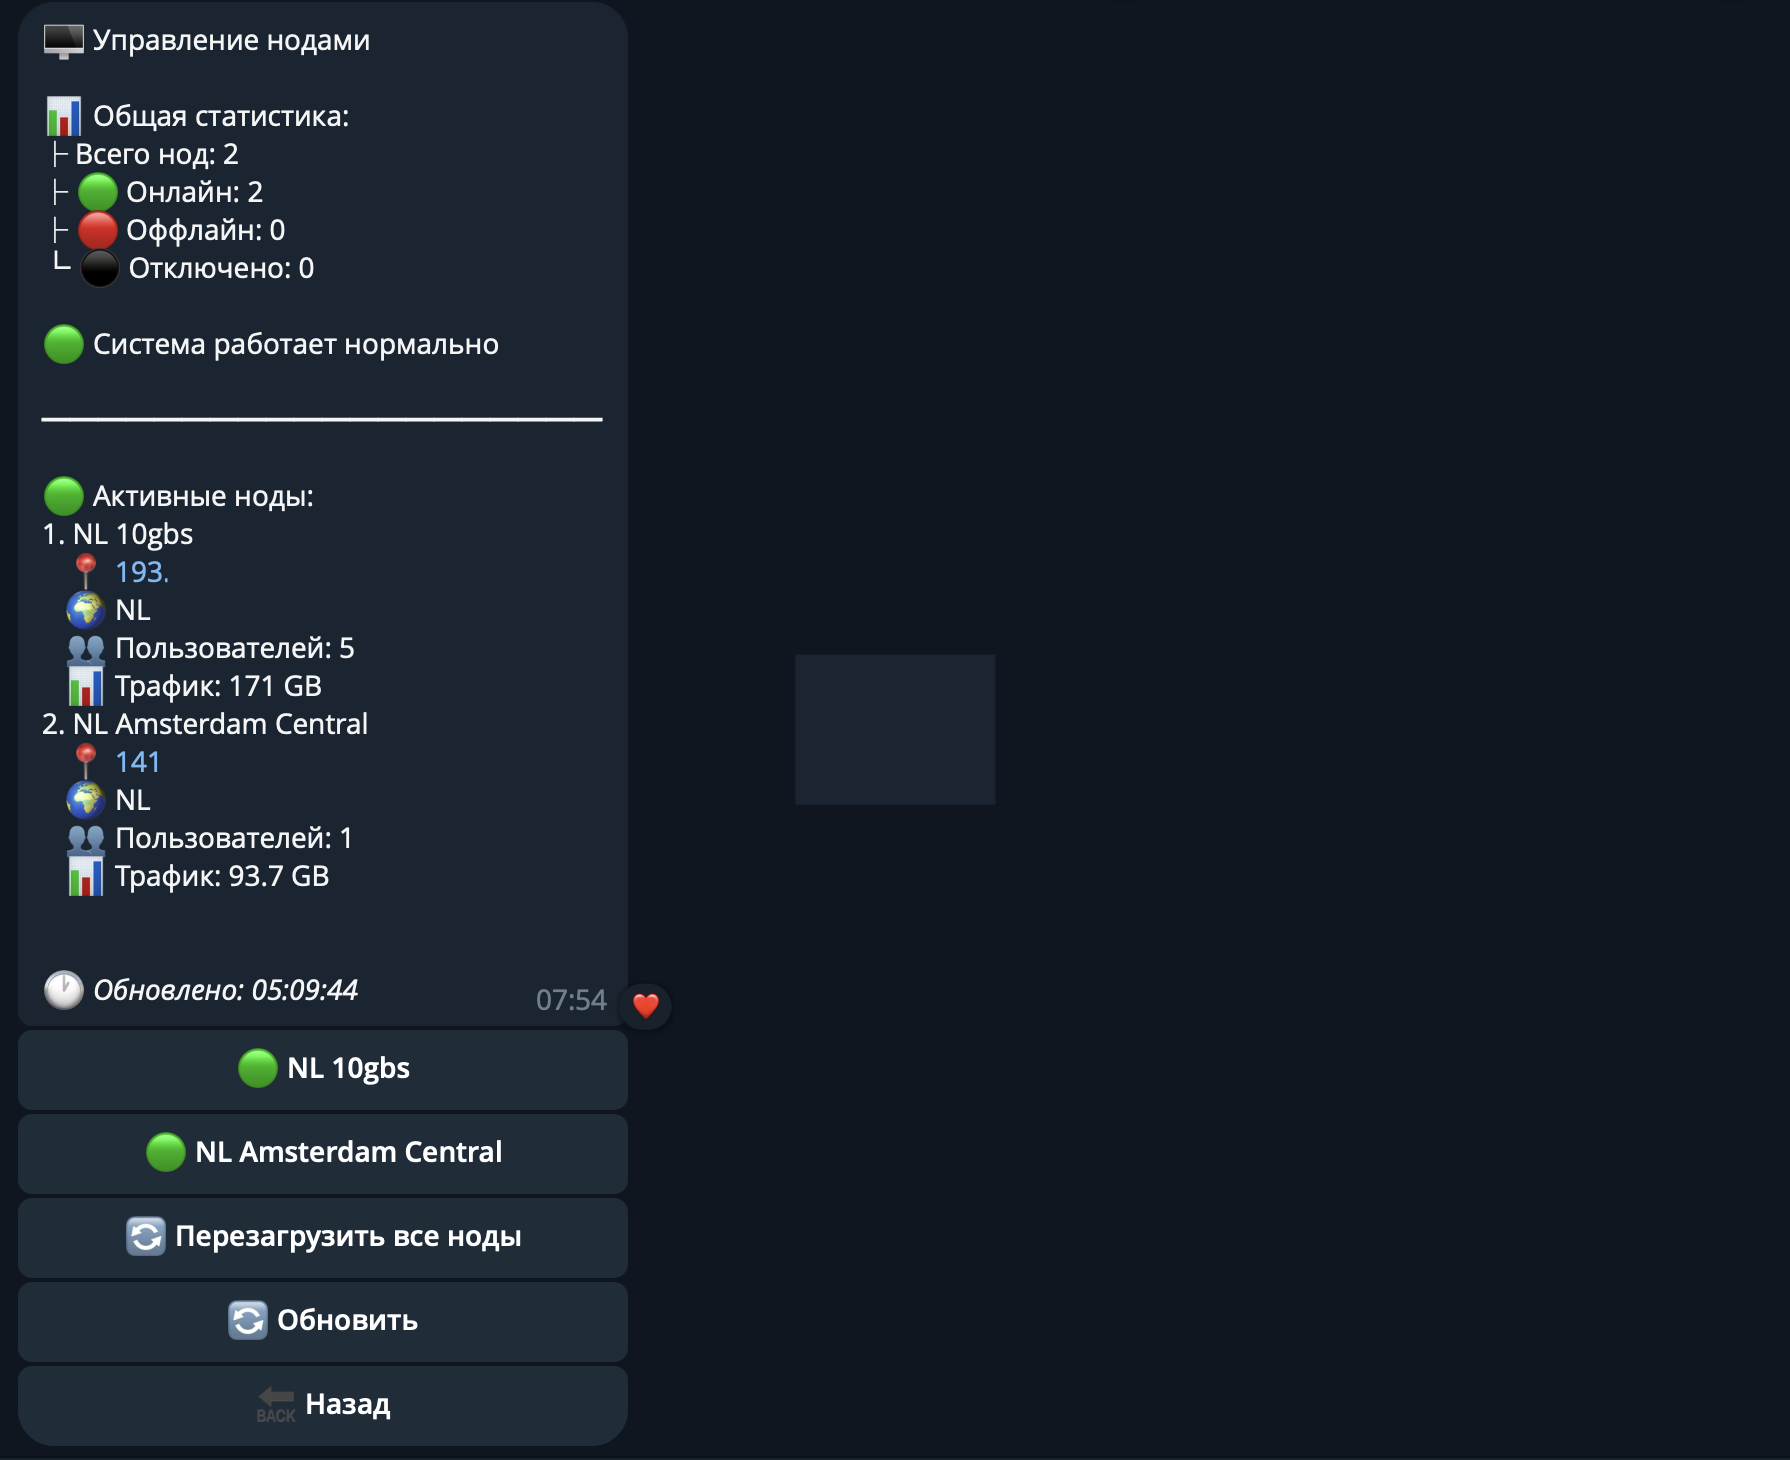 Управление нодами
Общая статистика:
├ Всего нод: 2
├ Онлайн: 2
├ Оффлайн: 0
└ Отключено: 0
Система работает нормально
Активные ноды:
1. NL 10gbs
193.
NL
Пользователей: 5
Трафик: 171 GB
2. NL Amsterdam Central
141
NL
Пользователей: 1
Трафик: 93.7 GB
Обновлено: 05:09:44
07:54
NL 10gbs
NL Amsterdam Central
Перезагрузить все ноды
Обновить
BACK Назад